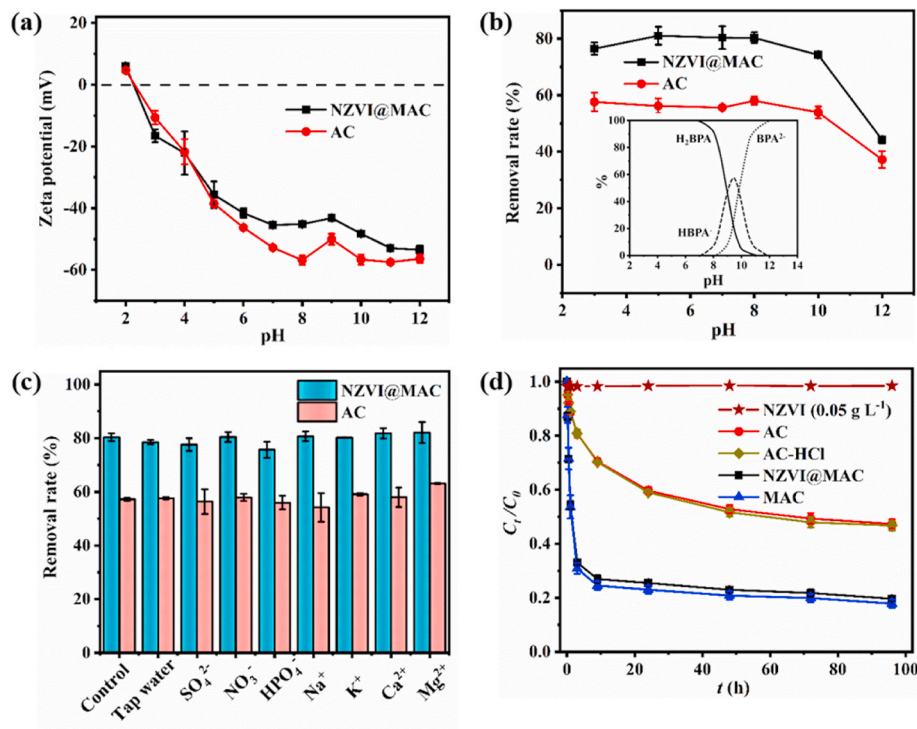 (a)
Zeta potential (mV)
20
0
-20
-40
-60
NZVI@MAC
AC
2 4 6 8 10 12
pH
(b)
Removal rate (%)
80
60
40
20
0
NZVI@MAC
AC
100
80
60
40
20
0
%
H₂BPA
BPA²⁻
HBPA⁻
2 4 6 8 10 12 14
pH
2 4 6 8 10 12
pH
(c)
Removal rate (%)
100
80
60
40
20
0
NZVI@MAC
AC
Control
Tap water
SO₄²⁻
NO₃⁻
HPO₄⁻
Na⁺
K⁺
Ca²⁺
Mg²⁺
(d)
Cₜ/C₀
1.0
0.8
0.6
0.4
0.2
0.0
NZVI (0.05 g L⁻¹)
AC
AC-HCl
NZVI@MAC
MAC
0 20 40 60 80 100
t (h)